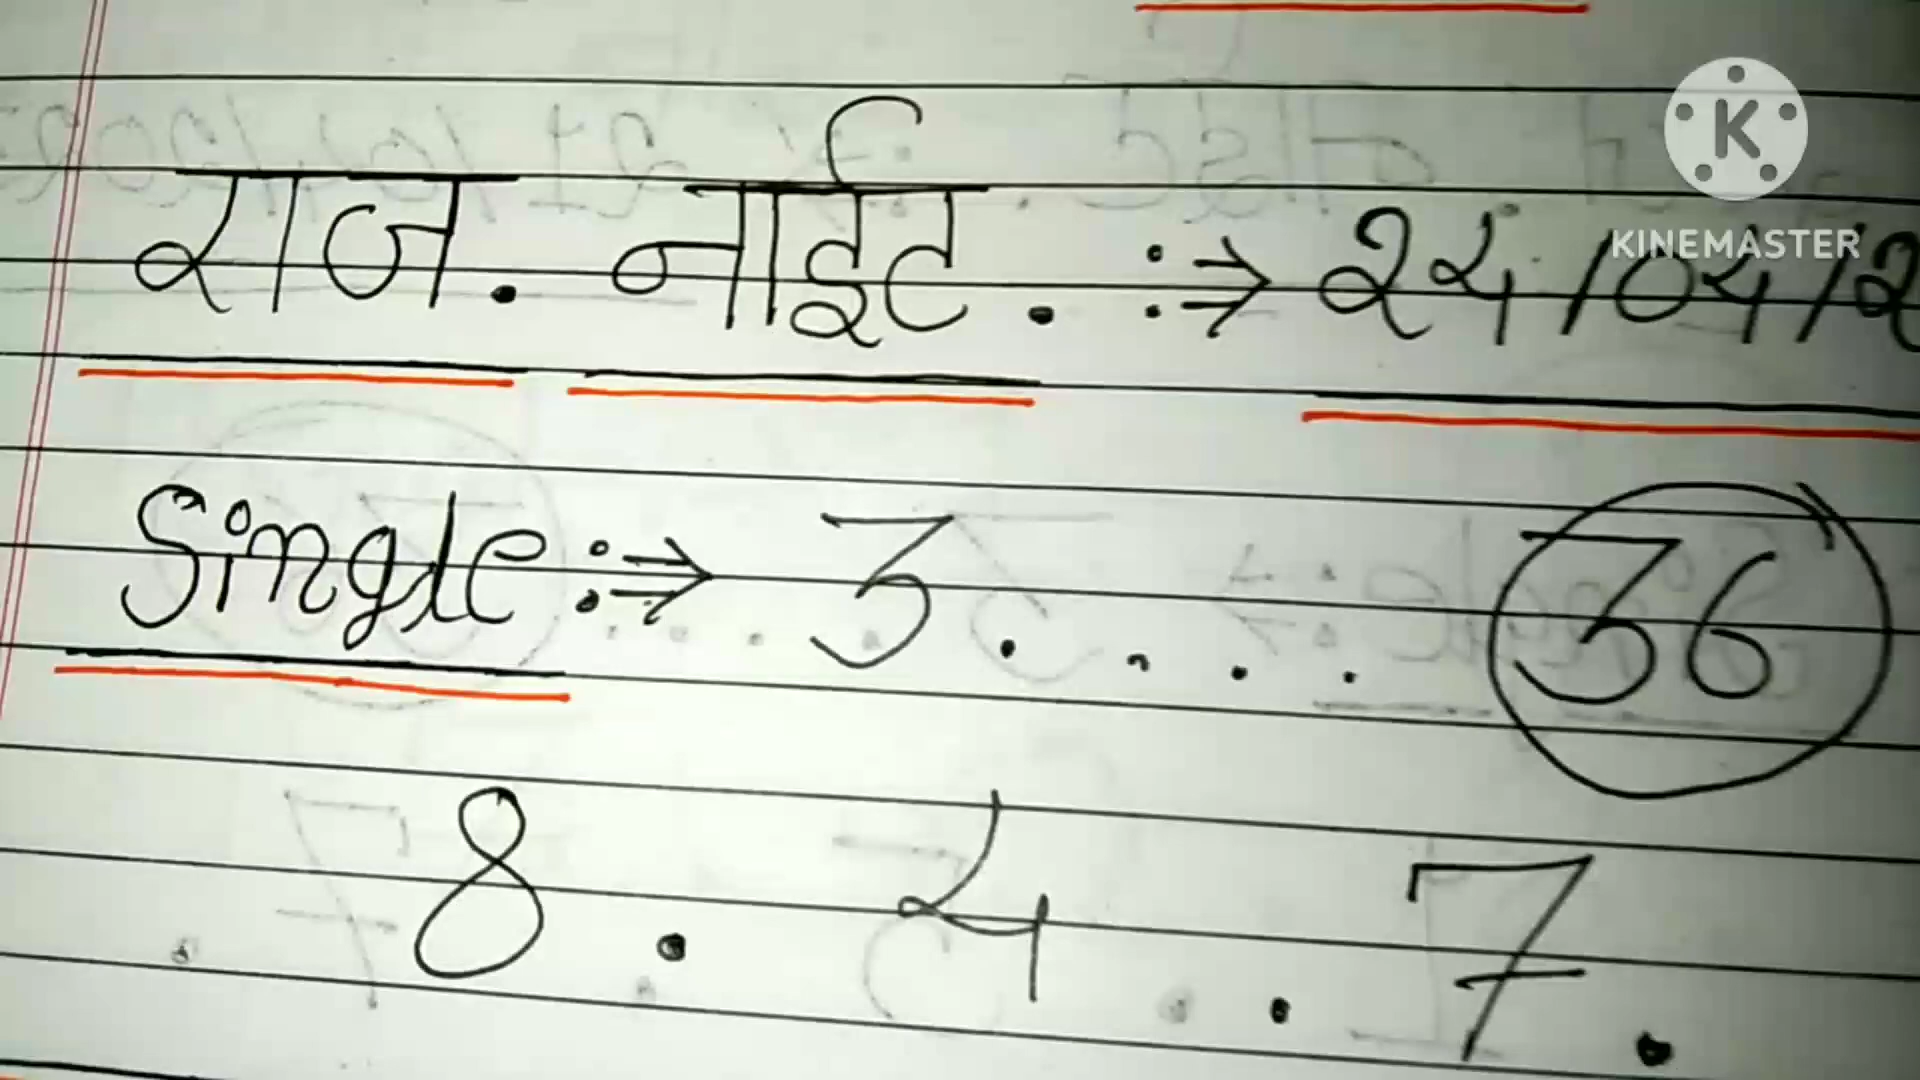 राज. नाईट. :→ 24/04/2
KINEMASTER
Single :→ 3 . . . . 36
8 . 4 . 7 .